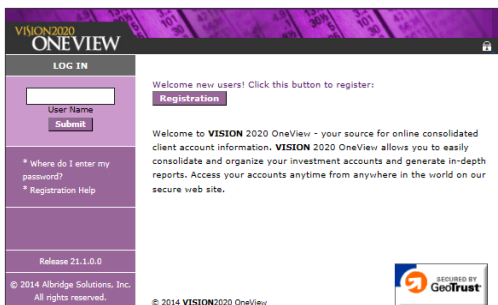 VISION2020
ONEVIEW
LOG IN
User Name
Submit
* Where do I enter my
password?
* Registration Help
Release 21.1.0.0
© 2014 Albridge Solutions, Inc.
All rights reserved.
Welcome new users! Click this button to register:
Registration
Welcome to VISION 2020 OneView - your source for online consolidated
client account information. VISION 2020 OneView allows you to easily
consolidate and organize your investment accounts and generate in-depth
reports. Access your accounts anytime from anywhere in the world on our
secure web site.
SECURED BY
GeoTrust
© 2014 VISION2020 OneView